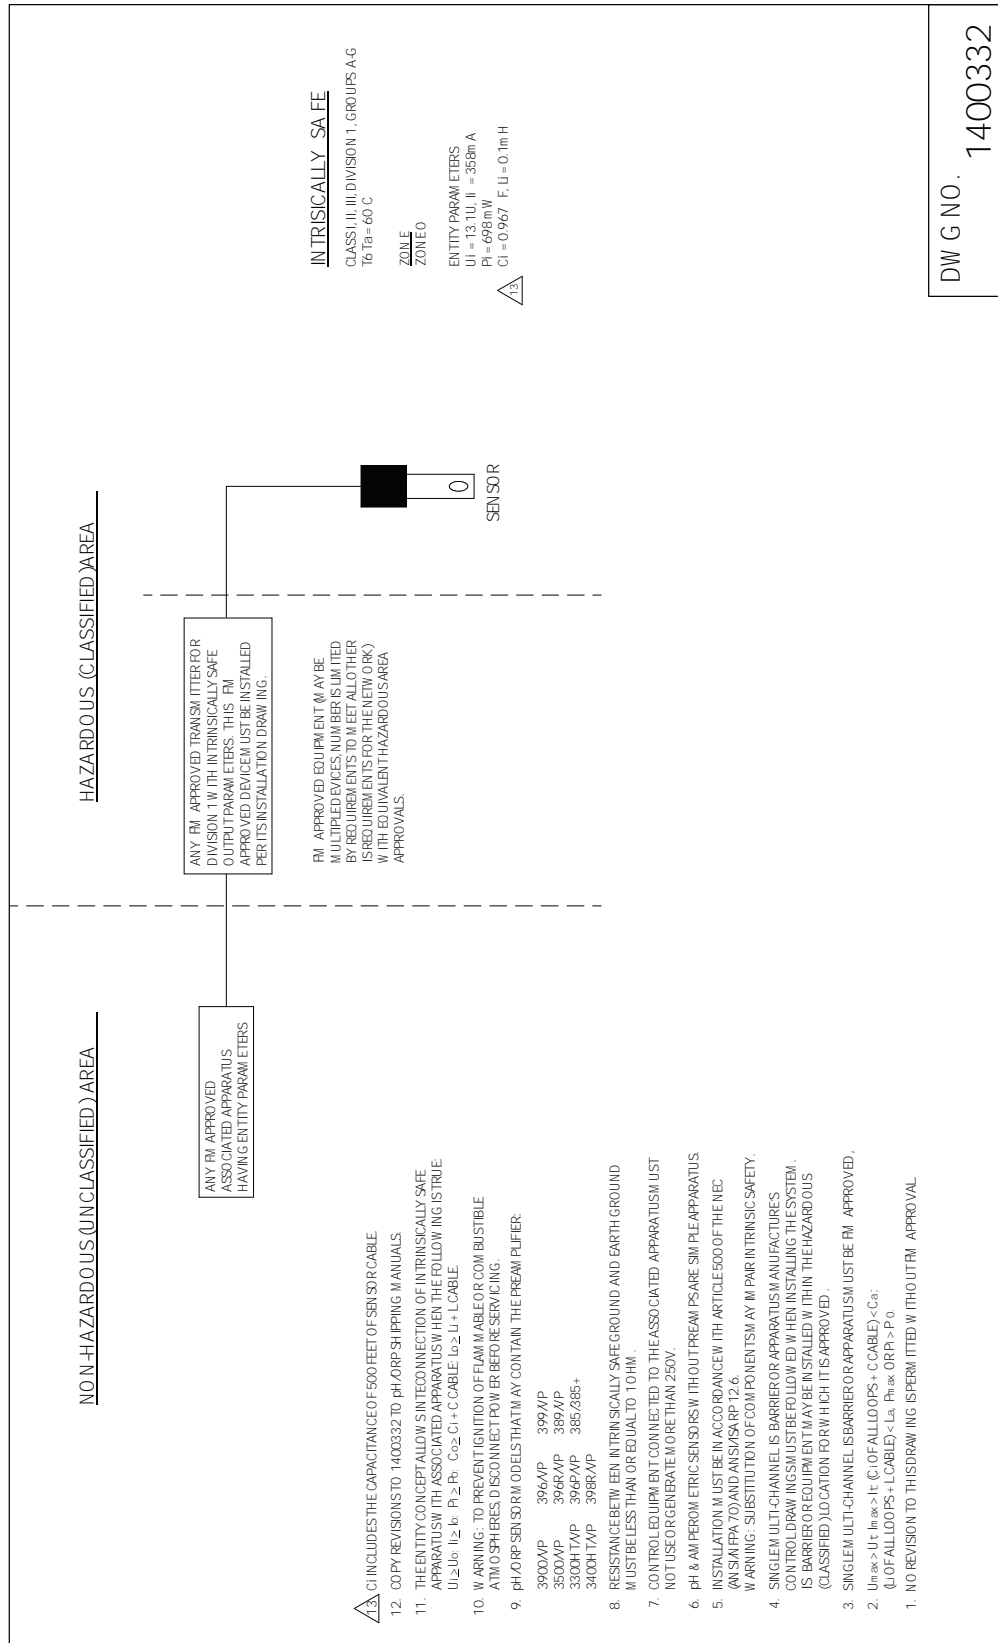 NON-HAZARDOUS (UNCLASSIFIED) AREA
HAZARDOUS (CLASSIFIED) AREA
ANY FM APPROVED
ASSOCIATED APPARATUS
HAVING ENTITY PARAMETERS
ANY FM APPROVED TRANSMITTER FOR
DIVISION 1 WITH INTRINSICALLY SAFE
OUTPUT PARAMETERS. THIS FM
APPROVED DEVICE MUST BE INSTALLED
PER ITS INSTALLATION DRAWING.
FM APPROVED EQUIPMENT (MAY BE
MULTIPLE DEVICES, NUMBER IS LIMITED
BY REQUIREMENTS TO MEET ALL OTHER
IS REQUIREMENTS FOR THE NETWORK)
WITH EQUIVALENT HAZARDOUS AREA
APPROVALS.
SENSOR
INTRISICALLY SAFE
CLASS I, II, III, DIVISION 1, GROUPS A-G
T6 Ta = 60 C
ZONE
ZONE 0
ENTITY PARAMETERS
Ui = 13.1U, Ii = 358mA
Pi = 698mW
Ci = 0.967 F, Li = 0.1mH
13
13 Ci INCLUDES THE CAPACITANCE OF 500 FEET OF SENSOR CABLE.
12. COPY REVISIONS TO 1400332 TO pH/ORP SHIPPING MANUALS.
11. THE ENTITY CONCEPT ALLOWS INTECONNECTION OF INTRINSICALLY SAFE
APPARATUS WITH ASSOCIATED APPARATUS WHEN THE FOLLOWING IS TRUE:
Ui ≥ Uo; Ii ≥ Io; Pi ≥ Po; Co ≥ Ci + C CABLE; Lo ≥ Li + L CABLE.
10. WARNING: TO PREVENT IGNITION OF FLAMMABLE OR COMBUSTIBLE
ATMOSPHERES, DISCONNECT POWER BEFORE SERVICING.
9. pH/ORP SENSOR MODELS THAT MAY CONTAIN THE PREAMPLIFIER:
3900/VP 396/VP 399/VP
3500/VP 396R/VP 389/VP
3300HT/VP 396P/VP 385/385+
3400HT/VP 398R/VP
8. RESISTANCE BETWEEN INTRINSICALLY SAFE GROUND AND EARTH GROUND
MUST BE LESS THAN OR EQUAL TO 1 OHM.
7. CONTROL EQUIPMENT CONNECTED TO THE ASSOCIATED APPARATUS MUST
NOT USE OR GENERATE MORE THAN 250V.
6. pH & AMPEROMETRIC SENSORS WITHOUT PREAMPS ARE SIMPLE APPARATUS.
5. INSTALLATION MUST BE IN ACCORDANCE WITH ARTICLE 500 OF THE NEC
(ANSI/NFPA 70) AND ANSI/ISA RP 12.6.
WARNING: SUBSTITUTION OF COMPONENTS MAY IMPAIR INTRINSIC SAFETY.
4. SINGLE MULTI-CHANNEL IS BARRIER OR APPARATUS MANUFACTURE'S
CONTROL DRAWINGS MUST BE FOLLOWED WHEN INSTALLING THE SYSTEM.
IS BARRIER OR EQUIPMENT MAY BE INSTALLED WITHIN THE HAZARDOUS
(CLASSIFIED) LOCATION FOR WHICH IT IS APPROVED.
3. SINGLE MULTI-CHANNEL IS BARRIER OR APPARATUS MUST BE FM APPROVED,
2. Umax > Ut Imax > It (Ci OF ALL LOOPS + C CABLE) < Ca;
(Li OF ALL LOOPS + L CABLE) < La, Pmax OR Pi > Po.
1. NO REVISION TO THIS DRAWING IS PERMITTED WITHOUT FM APPROVAL.
DWG NO. 1400332